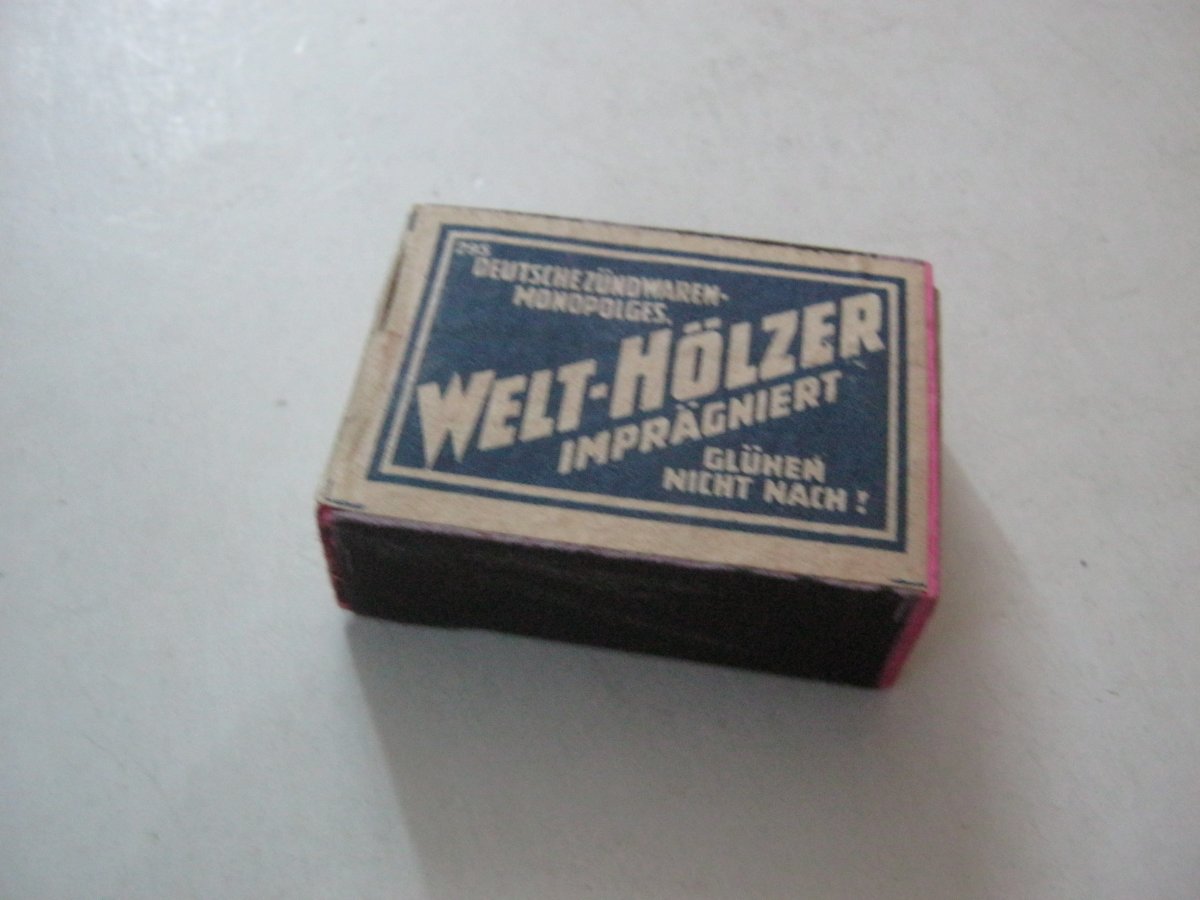 DEUTSCHE ZÜNDWAREN-
MONOPOLGES.
WELT-HÖLZER
IMPRÄGNIERT
GLÜHEN
NICHT NACH!